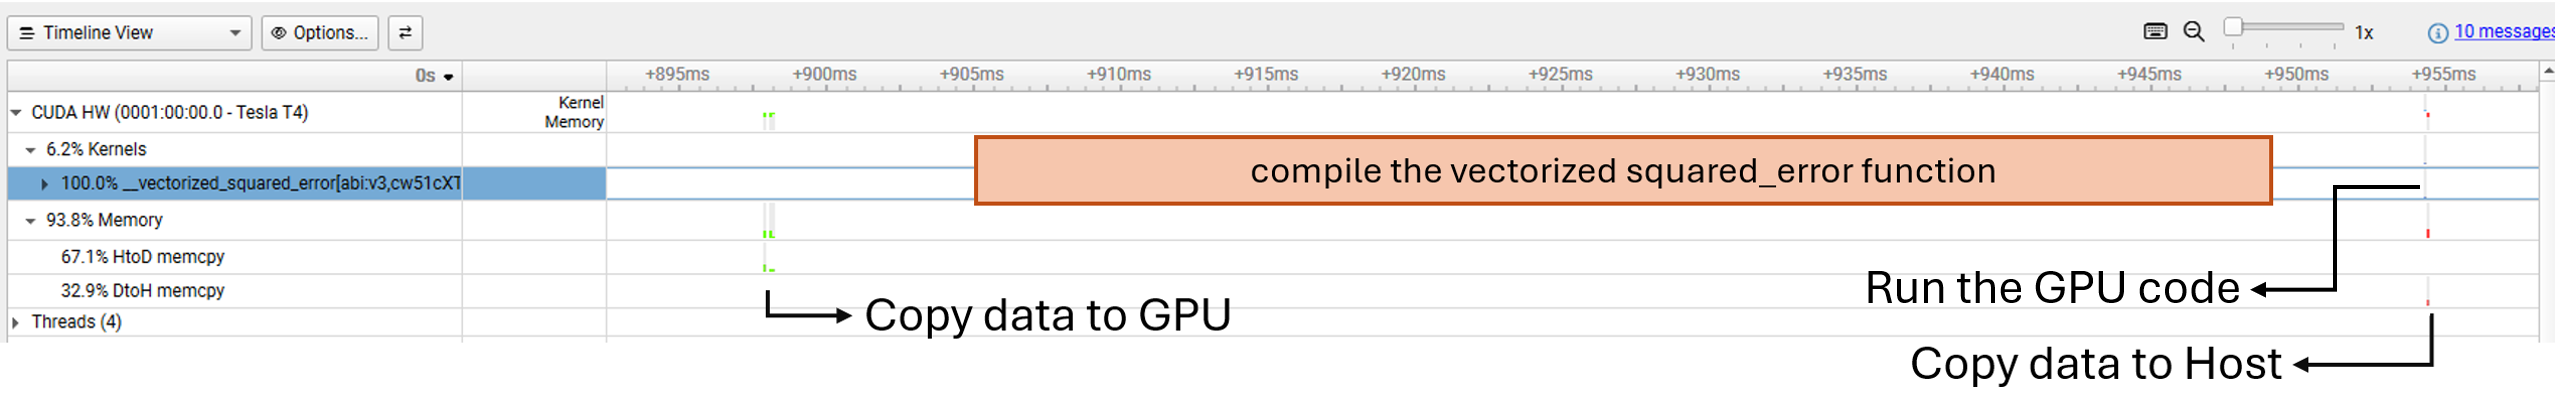 Timeline View
Options...
1x
10 messages
0s
+895ms +900ms +905ms +910ms +915ms +920ms +925ms +930ms +935ms +940ms +945ms +950ms +955ms
CUDA HW (0001:00:00.0 - Tesla T4)
Kernel
Memory
6.2% Kernels
compile the vectorized squared_error function
100.0% __vectorized_squared_error[abi:v3,cw51cXT
93.8% Memory
67.1% HtoD memcpy
32.9% DtoH memcpy
Run the GPU code
Copy data to GPU
Threads (4)
Copy data to Host